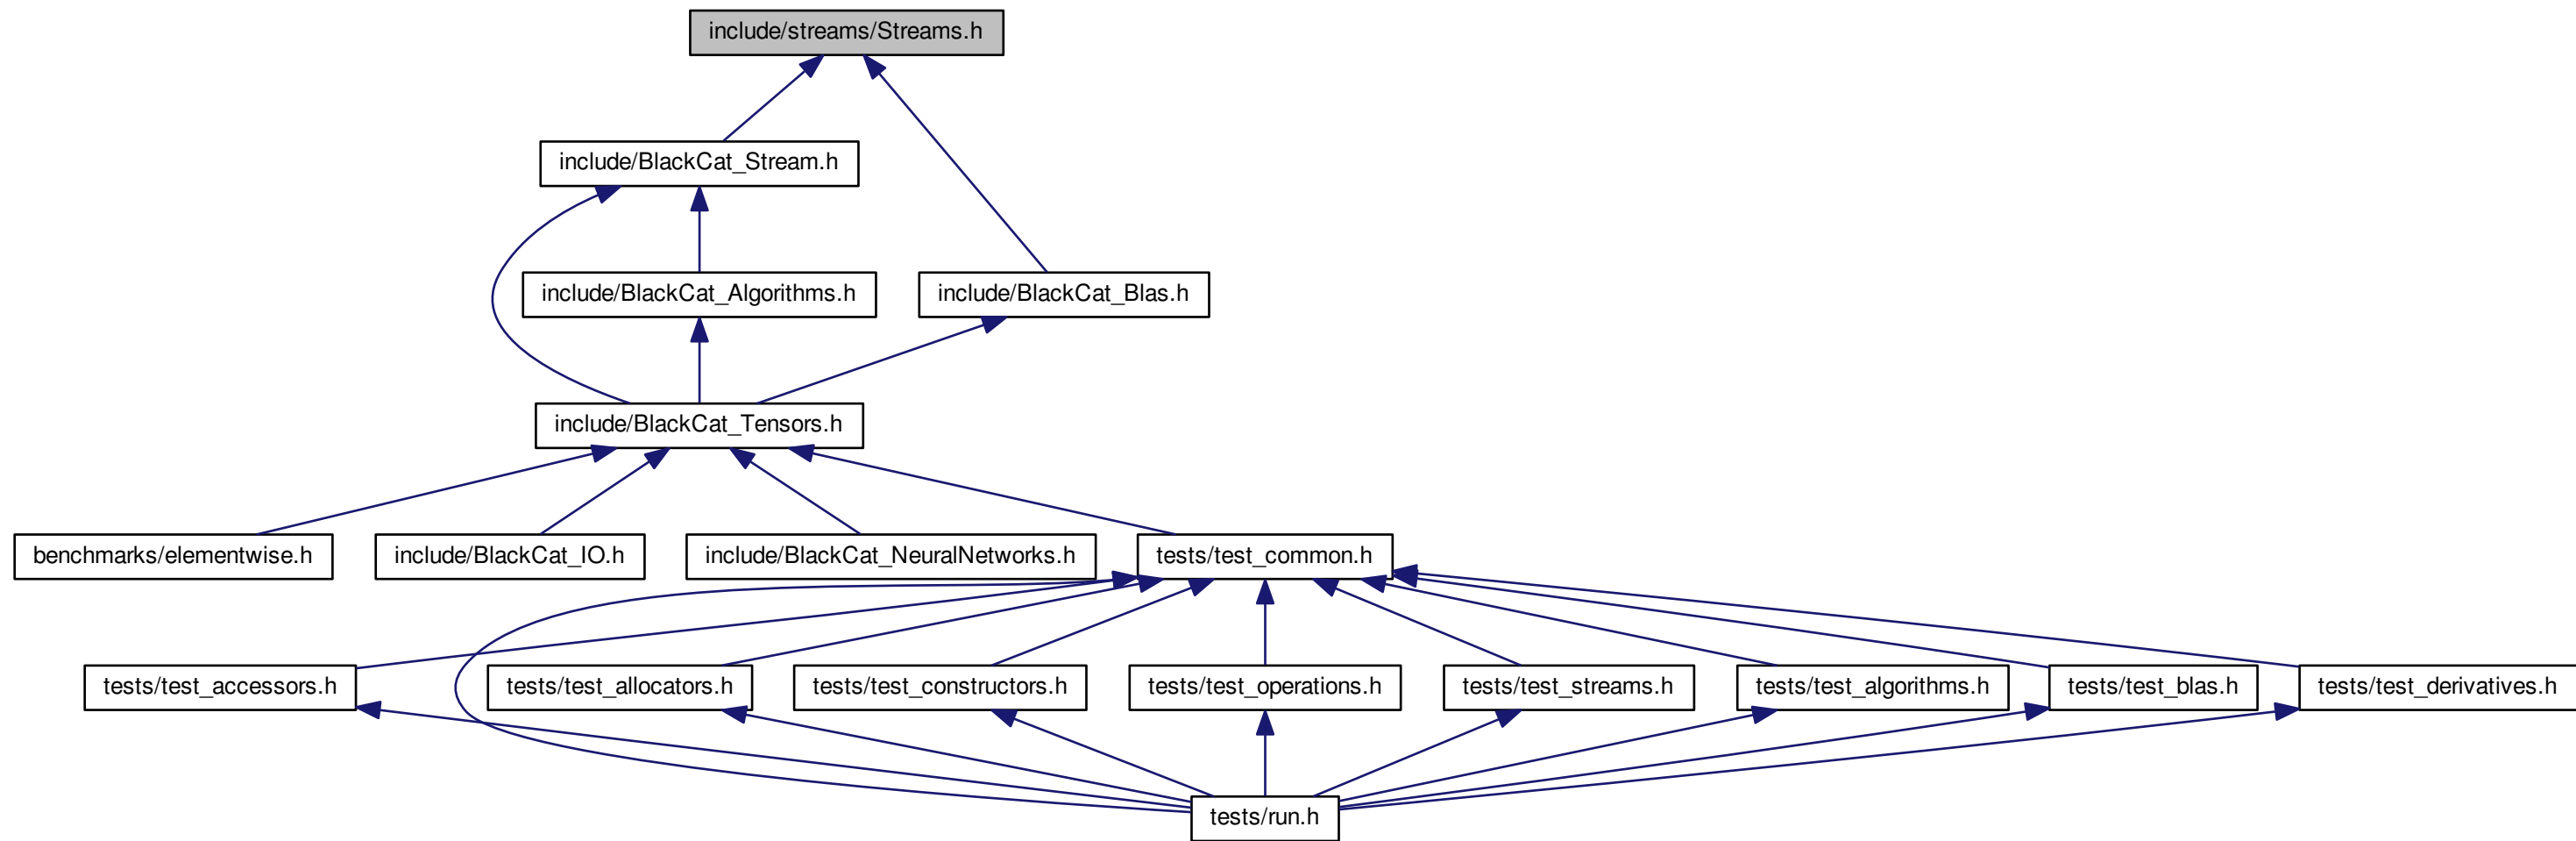 include/streams/Streams.h
include/BlackCat_Stream.h
include/BlackCat_Algorithms.h
include/BlackCat_Blas.h
include/BlackCat_Tensors.h
benchmarks/elementwise.h
include/BlackCat_IO.h
include/BlackCat_NeuralNetworks.h
tests/test_common.h
tests/test_accessors.h
tests/test_allocators.h
tests/test_constructors.h
tests/test_operations.h
tests/test_streams.h
tests/test_algorithms.h
tests/test_blas.h
tests/test_derivatives.h
tests/run.h